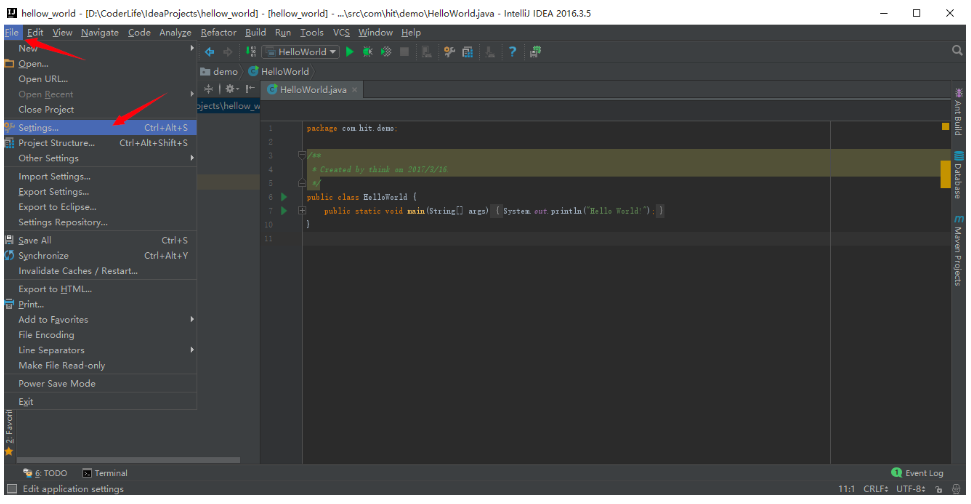 hellow_world - [D:\CoderLife\IdeaProjects\hellow_world] - [hellow_world] - ...\src\com\hit\demo\HelloWorld.java - IntelliJ IDEA 2016.3.5
File Edit View Navigate Code Analyze Refactor Build Run Tools VCS Window Help
New
Open...
Open URL...
Open Recent
Close Project
Settings... Ctrl+Alt+S
Project Structure... Ctrl+Alt+Shift+S
Other Settings
Import Settings...
Export Settings...
Export to Eclipse...
Settings Repository...
Save All Ctrl+S
Synchronize Ctrl+Alt+Y
Invalidate Caches / Restart...
Export to HTML...
Print...
Add to Favorites
File Encoding
Line Separators
Make File Read-only
Power Save Mode
Exit
HelloWorld
demo HelloWorld
HelloWorld.java
ojects\hellow_w
1 package com.hit.demo;
2
3 /**
4 * Created by think on 2017/5/16.
5 */
6 public class HelloWorld {
7 public static void main(String[] args) { System.out.println("Hello World!"); }
10 }
11
Ant Build
Database
Maven Projects
2: Favorit
6: TODO Terminal Event Log
Edit application settings 11:1 CRLF UTF-8